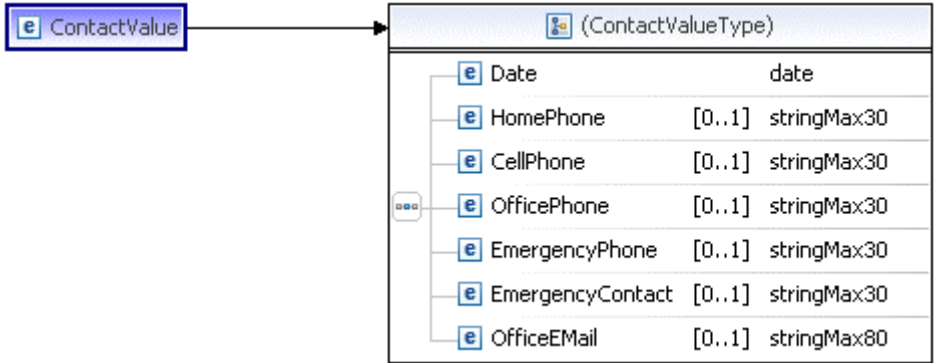 e ContactValue
(ContactValueType)
e Date date
e HomePhone [0..1] stringMax30
e CellPhone [0..1] stringMax30
e OfficePhone [0..1] stringMax30
e EmergencyPhone [0..1] stringMax30
e EmergencyContact [0..1] stringMax30
e OfficeEMail [0..1] stringMax80